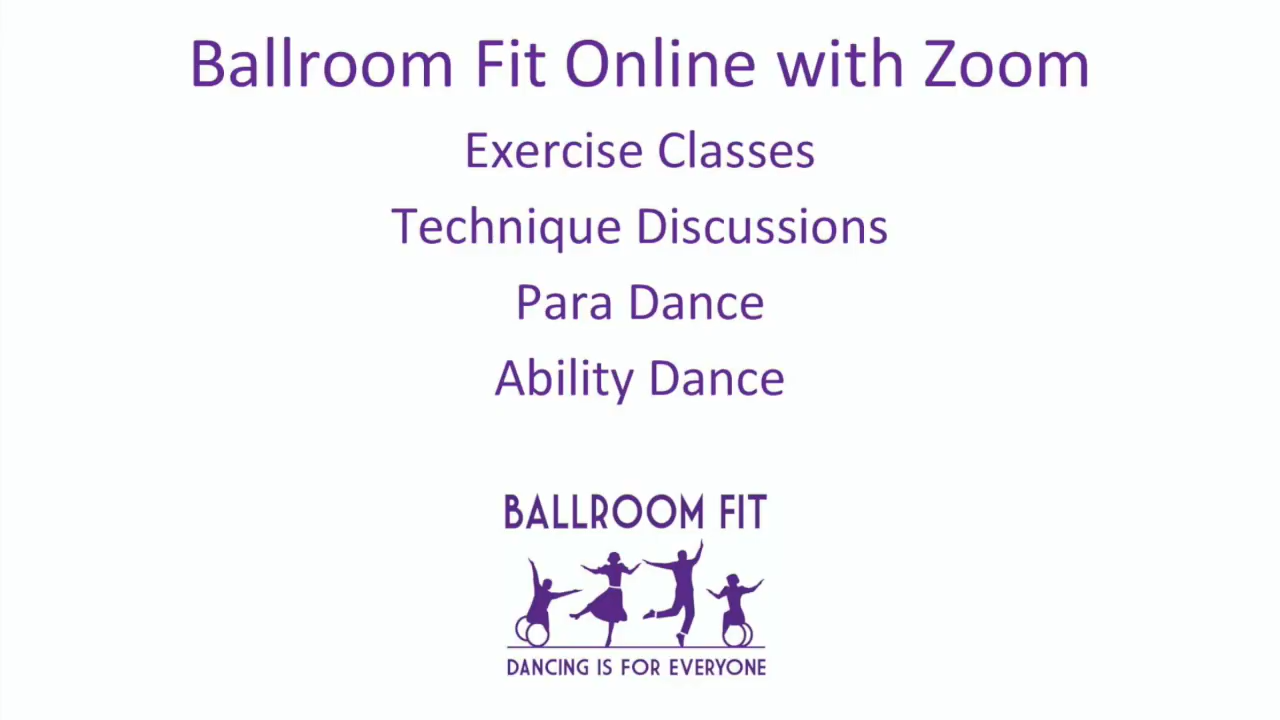 Ballroom Fit Online with Zoom
Exercise Classes
Technique Discussions
Para Dance
Ability Dance
BALLROOM FIT
DANCING IS FOR EVERYONE